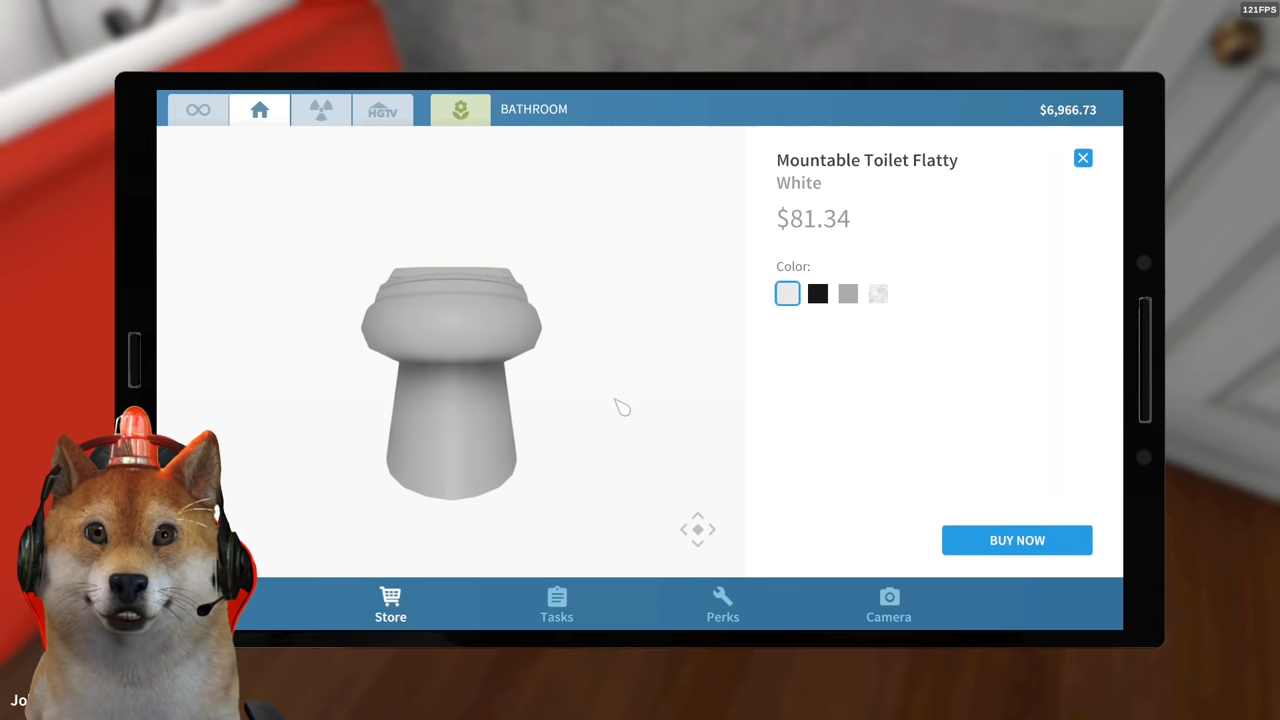 121FPS
HGTV
BATHROOM
$6,966.73
Mountable Toilet Flatty
White
$81.34
Color:
BUY NOW
Store
Tasks
Perks
Camera